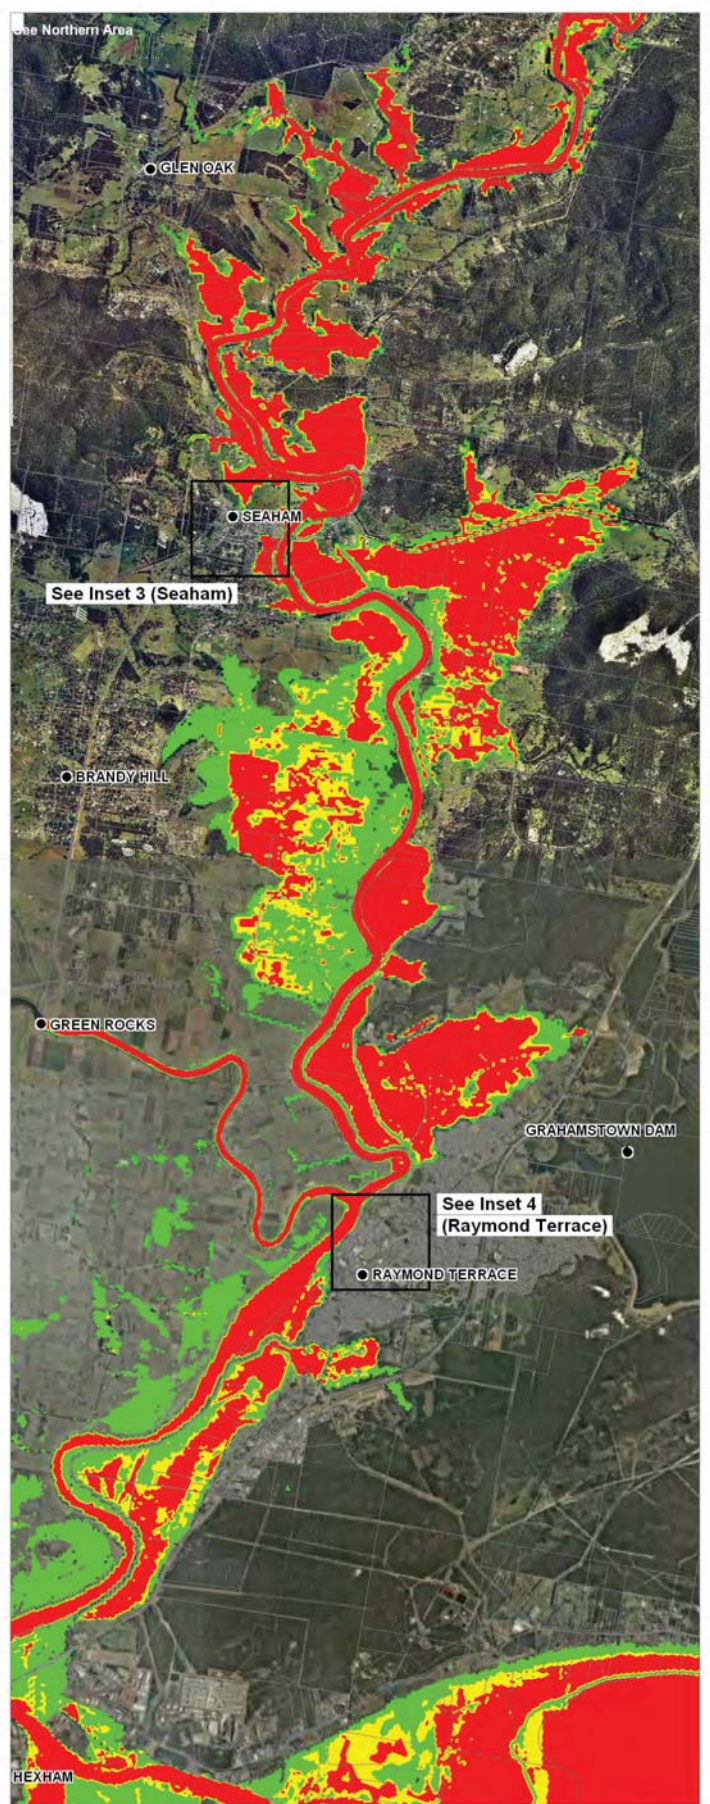 See Northern Area
GLEN OAK
SEAHAM
See Inset 3 (Seaham)
BRANDY HILL
GREEN ROCKS
GRAHAMSTOWN DAM
See Inset 4
(Raymond Terrace)
RAYMOND TERRACE
HEXHAM